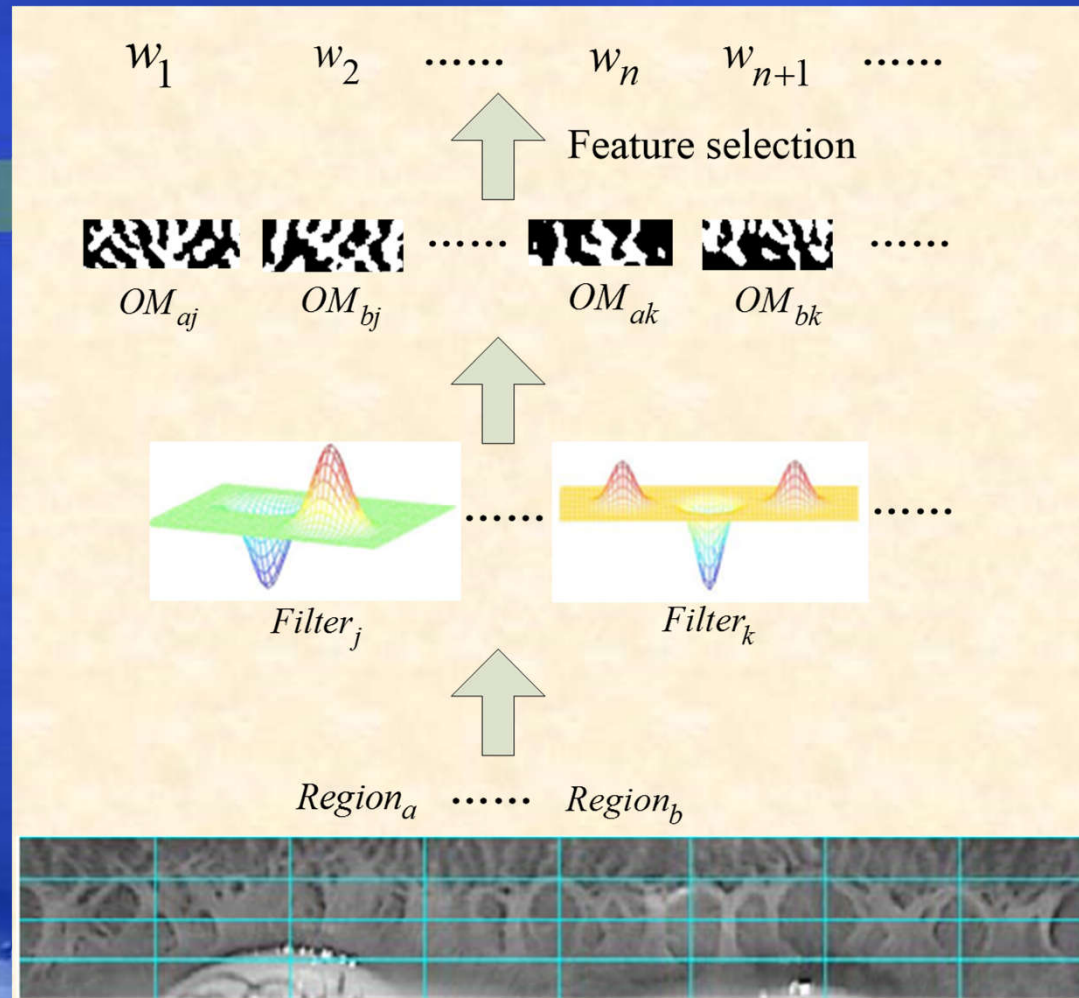 w1 w2 ...... wn wn+1 ......
Feature selection
...... ......
OMaj OMbj OMak OMbk
...... ......
Filterj Filterk
Regiona ...... Regionb